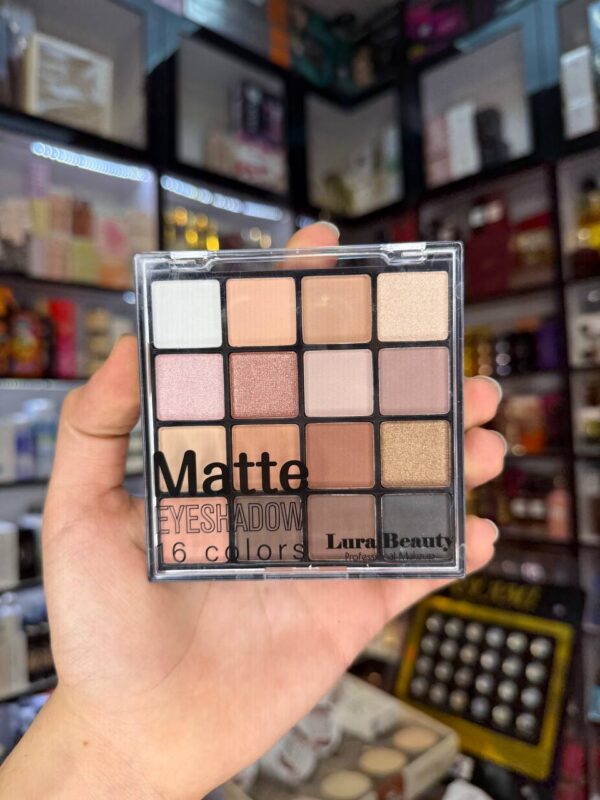 Matte
EYESHADOW
16 colors
Lura Beauty
Professional Makeup